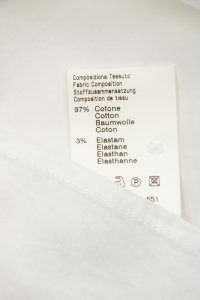 Composizione Tessuto
Fabric Composition
Stoffzusammensetzung
Composition de tissu
97% Cotone
Cotton
Baumwolle
Coton
3% Elastam
Elastane
Elasthan
Elasthanne